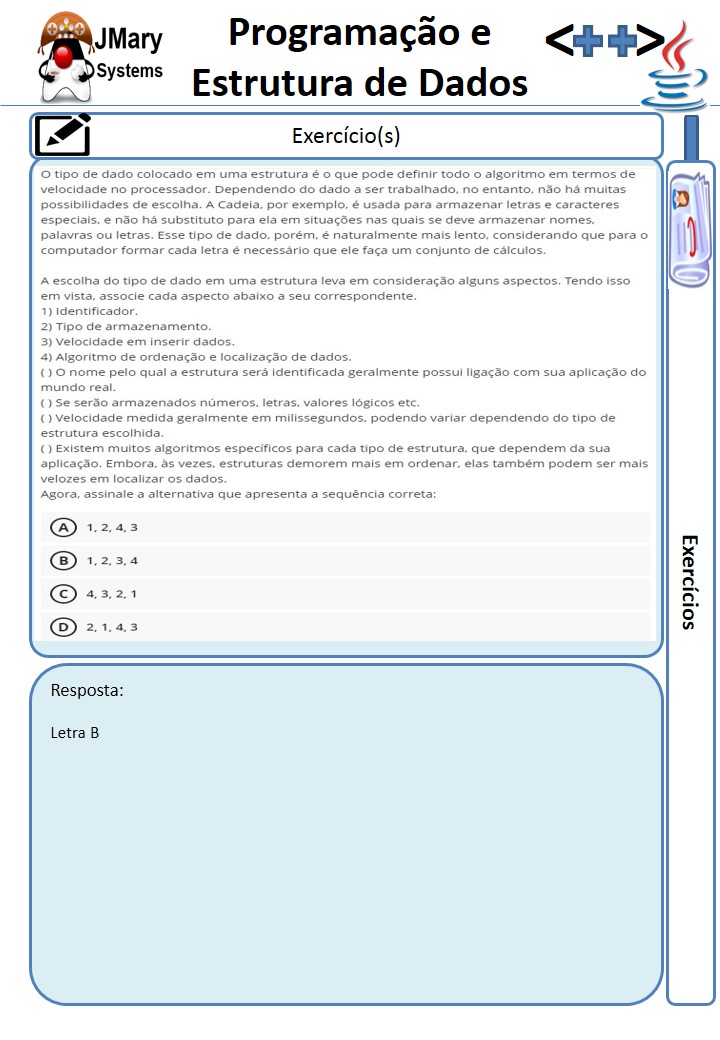 JMary
Systems
Programação e
Estrutura de Dados
<++>
Exercício(s)
O tipo de dado colocado em uma estrutura é o que pode definir todo o algoritmo em termos de
velocidade no processador. Dependendo do dado a ser trabalhado, no entanto, não há muitas
possibilidades de escolha. A Cadeia, por exemplo, é usada para armazenar letras e caracteres
especiais, e não há substituto para ela em situações nas quais se deve armazenar nomes,
palavras ou letras. Esse tipo de dado, porém, é naturalmente mais lento, considerando que para o
computador formar cada letra é necessário que ele faça um conjunto de cálculos.
A escolha do tipo de dado em uma estrutura leva em consideração alguns aspectos. Tendo isso
em vista, associe cada aspecto abaixo a seu correspondente.
1) Identificador.
2) Tipo de armazenamento.
3) Velocidade em inserir dados.
4) Algoritmo de ordenação e localização de dados.
( ) O nome pelo qual a estrutura será identificada geralmente possui ligação com sua aplicação do
mundo real.
( ) Se serão armazenados números, letras, valores lógicos etc.
( ) Velocidade medida geralmente em milissegundos, podendo variar dependendo do tipo de
estrutura escolhida.
( ) Existem muitos algoritmos específicos para cada tipo de estrutura, que dependem da sua
aplicação. Embora, às vezes, estruturas demorem mais em ordenar, elas também podem ser mais
velozes em localizar os dados.
Agora, assinale a alternativa que apresenta a sequência correta:
A 1, 2, 4, 3
B 1, 2, 3, 4
C 4, 3, 2, 1
D 2, 1, 4, 3
Exercícios
Resposta:
Letra B